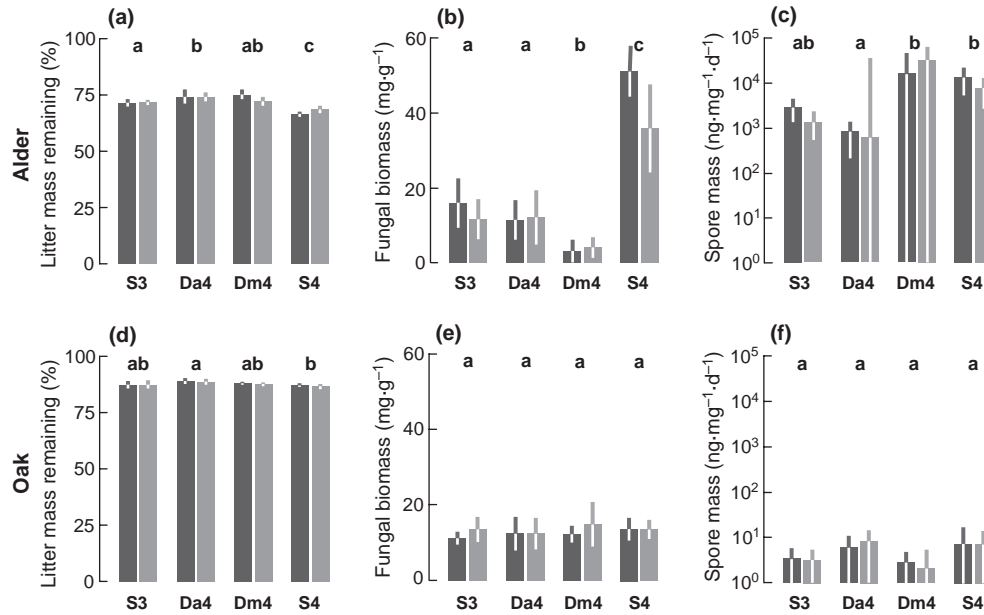 (a)
a b ab c
Litter mass remaining (%)
100
75
50
25
0
S3 Da4 Dm4 S4
(b)
a a b c
Fungal biomass (mg·g⁻¹)
60
40
20
0
S3 Da4 Dm4 S4
(c)
ab a b b
Spore mass (ng·mg⁻¹·d⁻¹)
10⁵
10⁴
10³
10²
10¹
10⁰
S3 Da4 Dm4 S4
Alder
(d)
ab a ab b
Litter mass remaining (%)
100
75
50
25
0
S3 Da4 Dm4 S4
(e)
a a a a
Fungal biomass (mg·g⁻¹)
60
40
20
0
S3 Da4 Dm4 S4
(f)
a a a a
Spore mass (ng·mg⁻¹·d⁻¹)
10⁵
10⁴
10³
10²
10¹
10⁰
S3 Da4 Dm4 S4
Oak